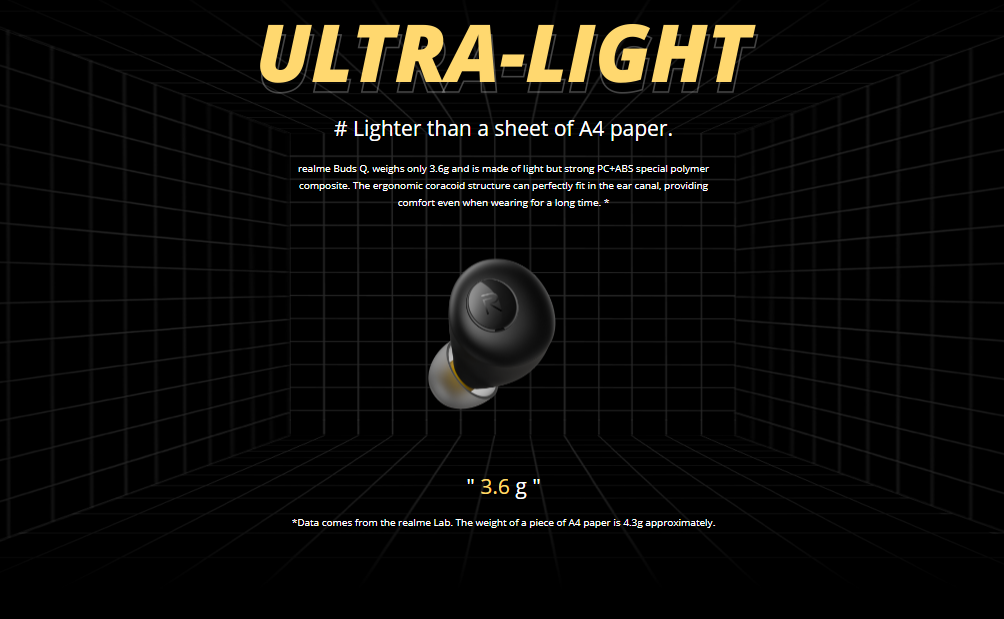 ULTRA-LIGHT
# Lighter than a sheet of A4 paper.
realme Buds Q, weighs only 3.6g and is made of light but strong PC+ABS special polymer
composite. The ergonomic coracoid structure can perfectly fit in the ear canal, providing
comfort even when wearing for a long time. *
" 3.6 g "
*Data comes from the realme Lab. The weight of a piece of A4 paper is 4.3g approximately.